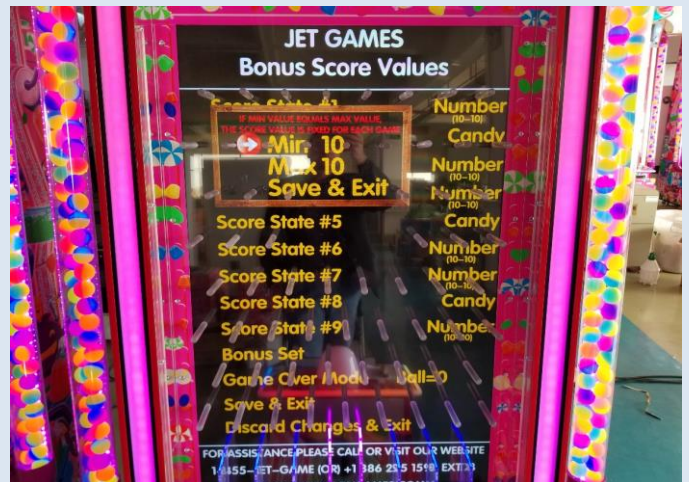 JET GAMES
Bonus Score Values
Score State #1 Number
(10-10)
IF MIN VALUE EQUALS MAX VALUE,
THE SCORE VALUE IS FIXED FOR EACH GAME
Candy
Min 10
Max 10 Number
(10-10)
Save & Exit Number
(10-10)
Score State #5 Candy
Score State #6 Number
(10-10)
Score State #7 Number
(10-10)
Score State #8 Candy
Score State #9 Number
(10-10)
Bonus Set
Game Over Mode Ball=0
Save & Exit
Discard Changes & Exit
FOR ASSISTANCE PLEASE CALL OR VISIT OUR WEBSITE